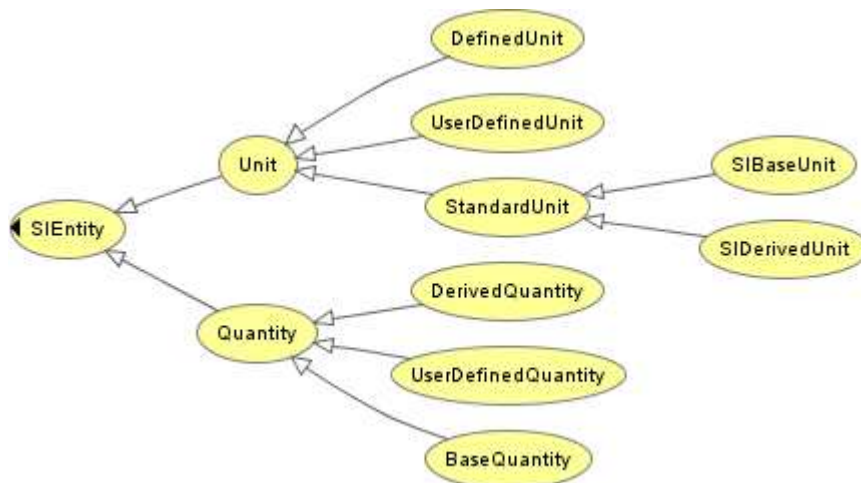 DefinedUnit
UserDefinedUnit
Unit
SIBaseUnit
StandardUnit
SIEntity
SIDerivedUnit
DerivedQuantity
Quantity
UserDefinedQuantity
BaseQuantity